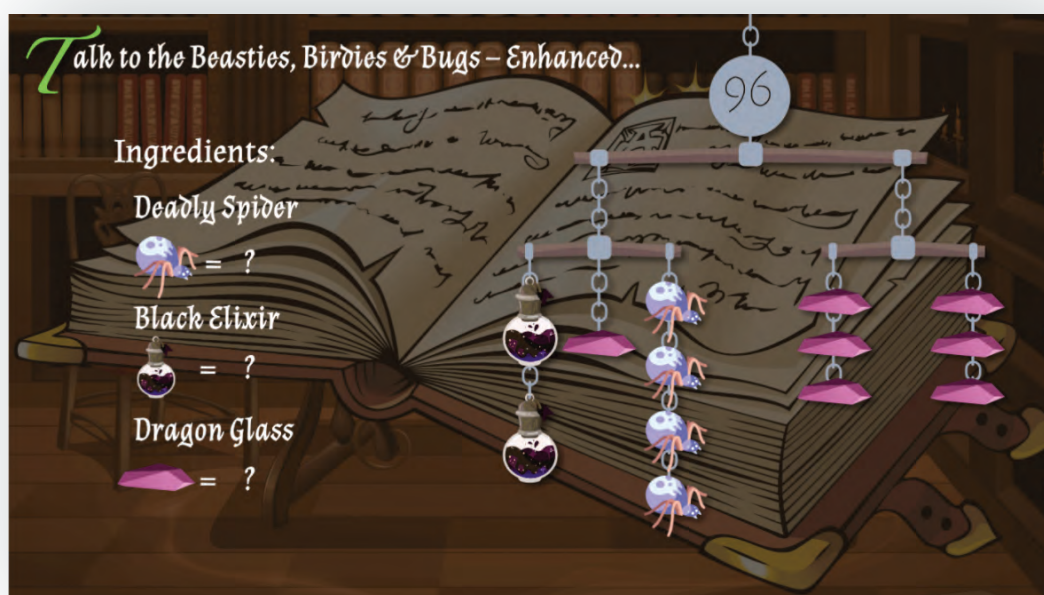 Talk to the Beasties, Birdies & Bugs – Enhanced...
96
Ingredients:
Deadly Spider
= ?
Black Elixir
= ?
Dragon Glass
= ?